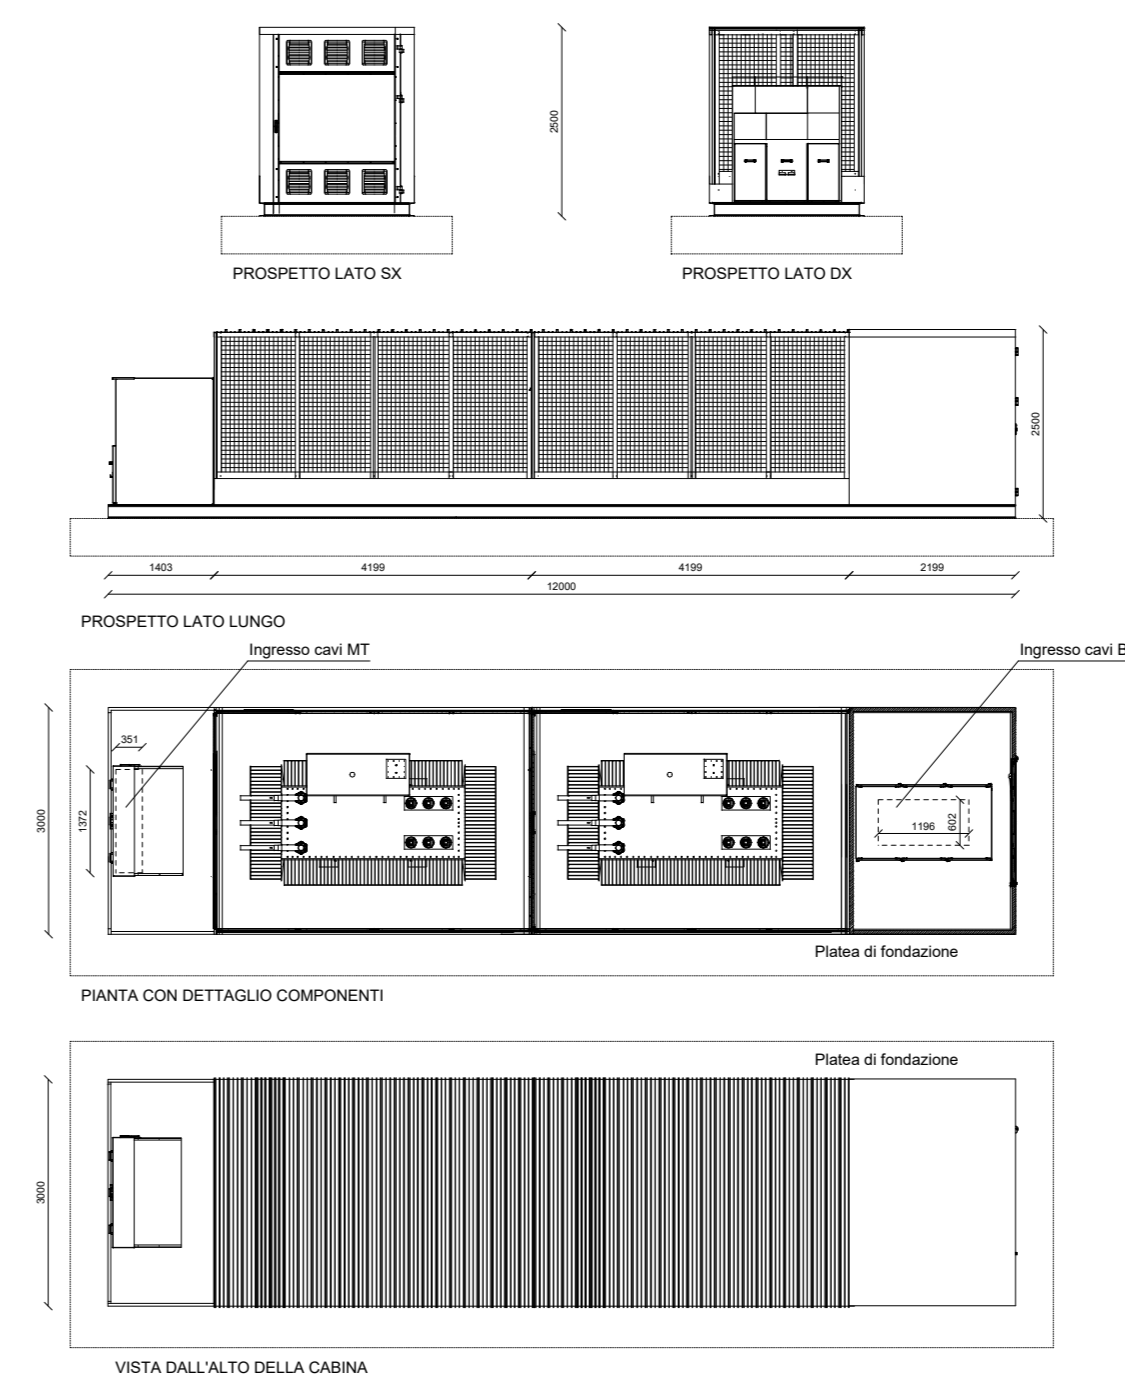 2500
PROSPETTO LATO SX
PROSPETTO LATO DX
2500
1403 4199 4199 2199
12000
PROSPETTO LATO LUNGO
Ingresso cavi MT
Ingresso cavi B
351
3000
1372
1196
602
Platea di fondazione
PIANTA CON DETTAGLIO COMPONENTI
Platea di fondazione
3000
VISTA DALL'ALTO DELLA CABINA